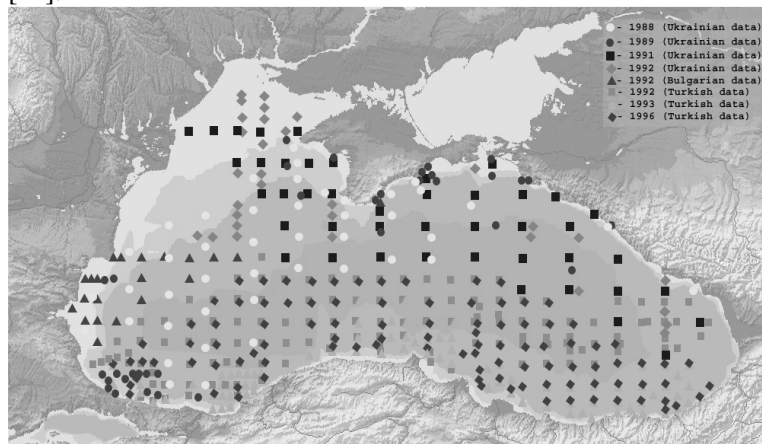 - 1988 (Ukrainian data)
- 1989 (Ukrainian data)
- 1991 (Ukrainian data)
- 1992 (Ukrainian data)
- 1992 (Bulgarian data)
- 1992 (Turkish data)
- 1993 (Turkish data)
- 1996 (Turkish data)